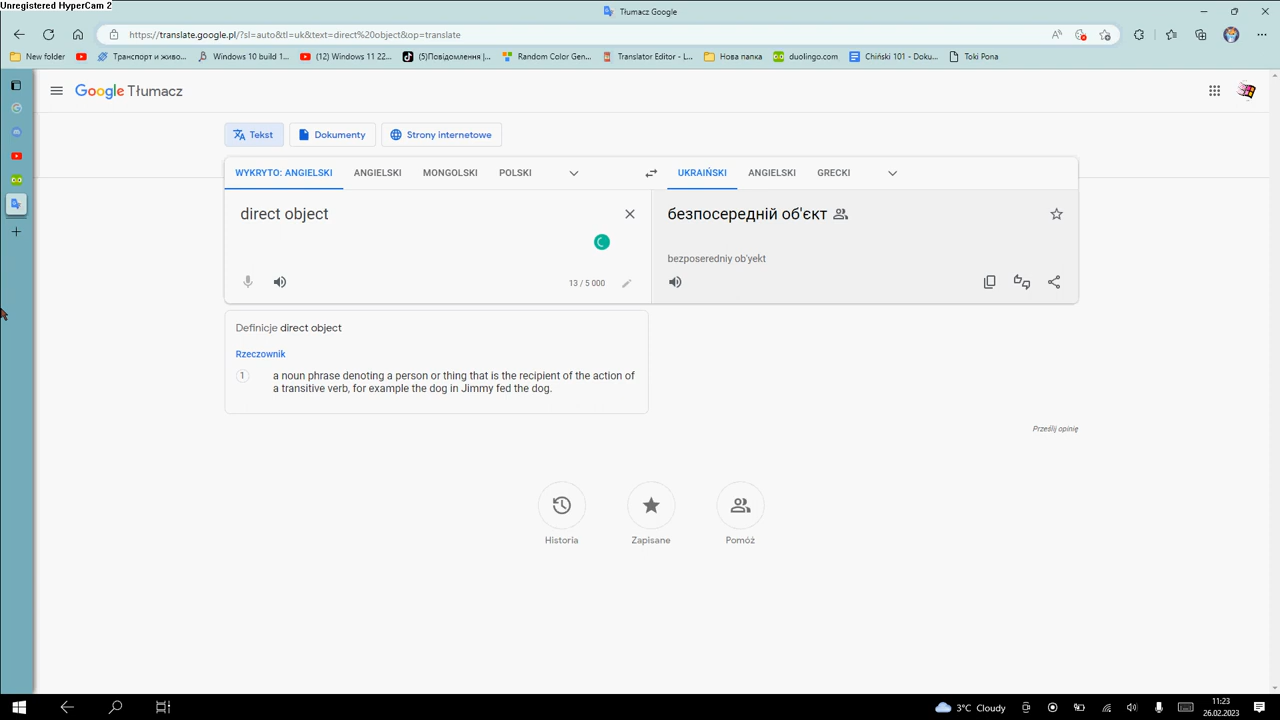 Unregistered HyperCam 2
Tłumacz Google
https://translate.google.pl/?sl=auto&tl=uk&text=direct%20object&op=translate
New folder
Транспорт и живо...
Windows 10 build 1...
(12) Windows 11 22...
(5)Повідомлення |...
Random Color Gen...
Translator Editor - L...
Нова папка
duolingo.com
Chiński 101 - Doku...
Toki Pona
Google Tłumacz
Tekst
Dokumenty
Strony internetowe
WYKRYTO: ANGIELSKI
ANGIELSKI
MONGOLSKI
POLSKI
UKRAIŃSKI
ANGIELSKI
GRECKI
direct object
безпосередній об'єкт
bezposeredniy ob'yekt
13 / 5 000
Definicje direct object
Rzeczownik
1
a noun phrase denoting a person or thing that is the recipient of the action of
a transitive verb, for example the dog in Jimmy fed the dog.
Prześlij opinię
Historia
Zapisane
Pomóż
3°C Cloudy
11:23
26.02.2023